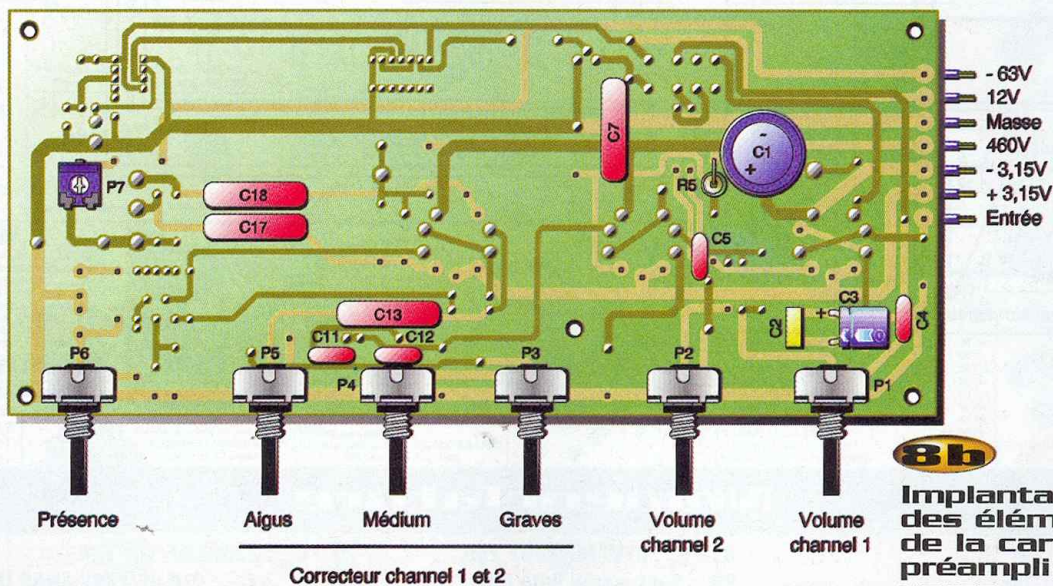 - 63V
12V
Masse
460V
- 3,15V
+ 3,15V
Entrée
C7
-
C1
+
R5
P7
C18
C17
C5
C13
C11
C12
C3
+
C2
C4
P6
P5
P4
P3
P2
P1
8b
Implanta
des élém
de la car
préampli
Présence
Aigus
Médium
Graves
Volume
channel 2
Volume
channel 1
Correcteur channel 1 et 2